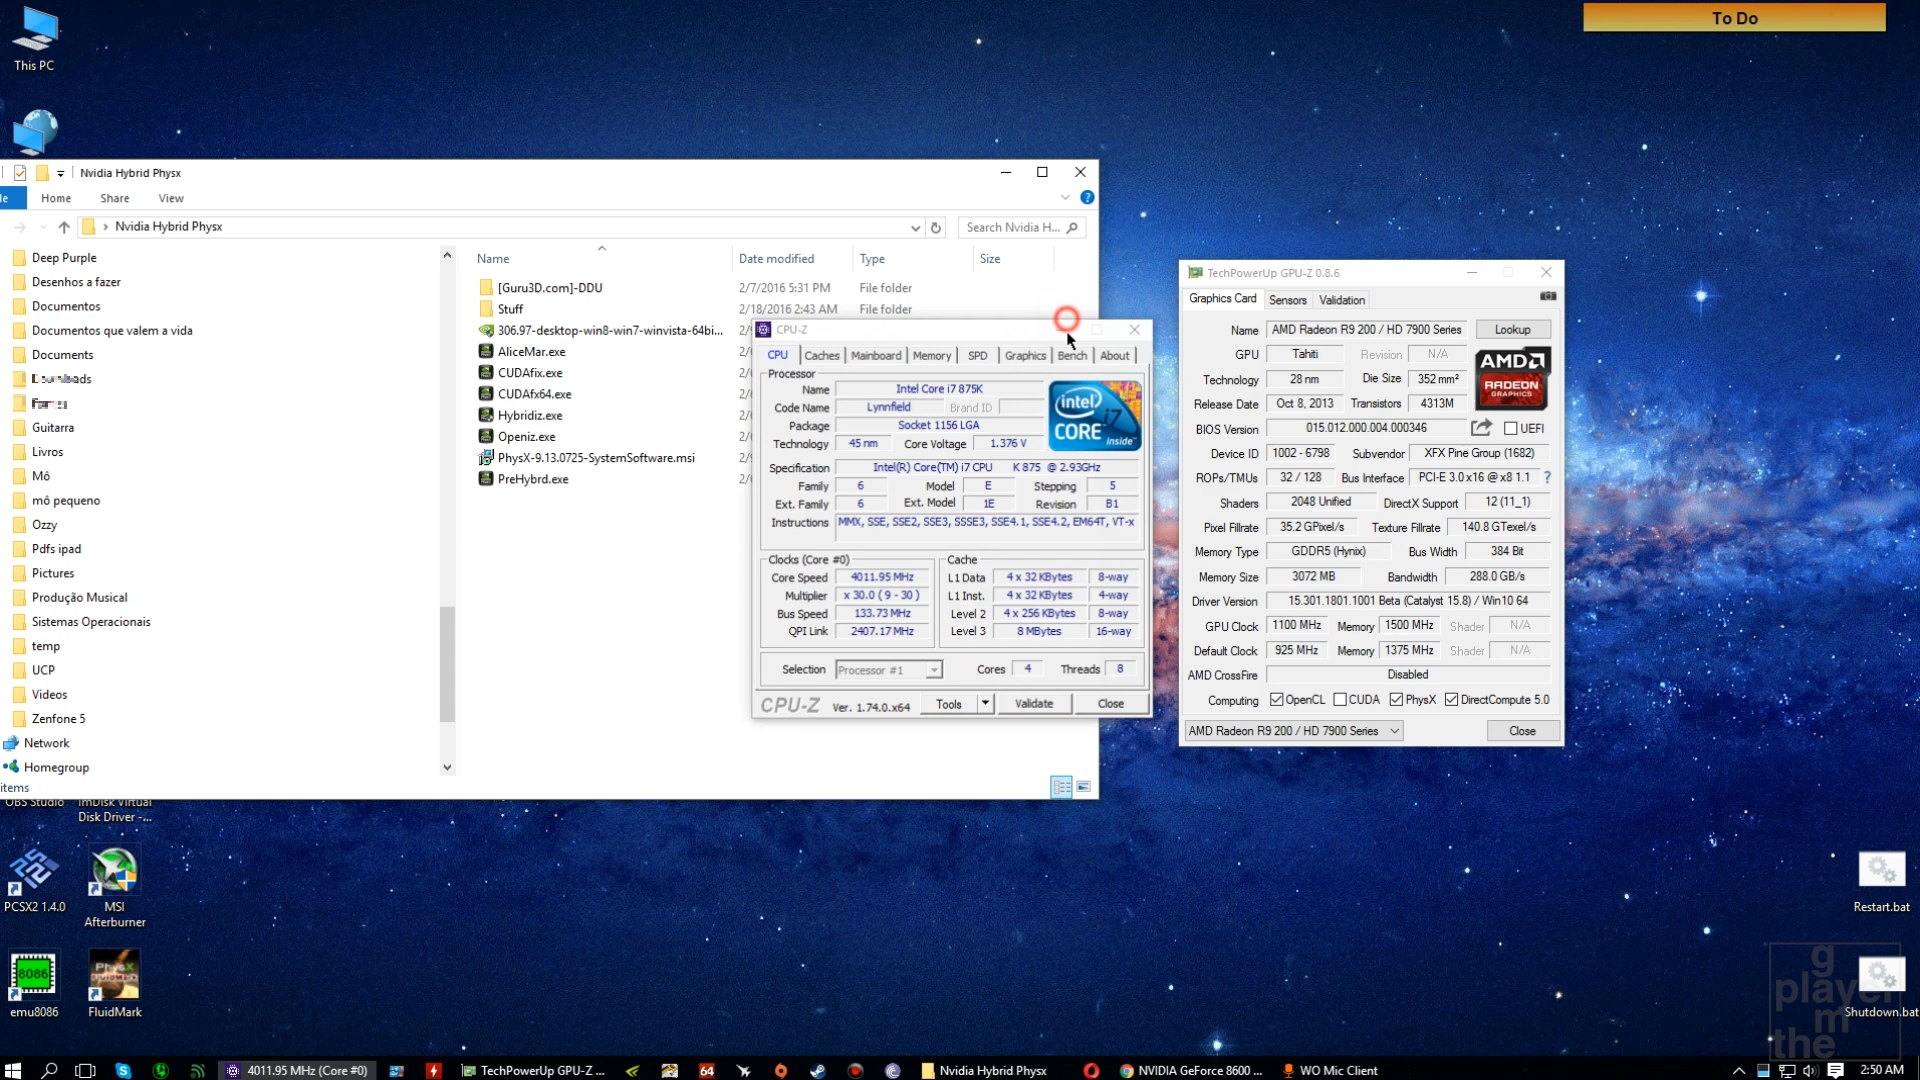 To Do
This PC
Nvidia Hybrid Physx
Home Share View
Nvidia Hybrid Physx
Search Nvidia H...
Deep Purple
Desenhos a fazer
Documentos
Documentos que valem a vida
Documents
Guitarra
Livros
Mô
mô pequeno
Ozzy
Pdfs ipad
Pictures
Produção Musical
Sistemas Operacionais
temp
UCP
Videos
Zenfone 5
Network
Homegroup
items
Name Date modified Type Size
[Guru3D.com]-DDU 2/7/2016 5:31 PM File folder
Stuff 2/18/2016 2:43 AM File folder
306.97-desktop-win8-win7-winvista-64bi...
AliceMar.exe
CUDAfix.exe
CUDAfx64.exe
Hybridiz.exe
Openiz.exe
PhysX-9.13.0725-SystemSoftware.msi
PreHybrd.exe
CPU-Z
CPU Caches Mainboard Memory SPD Graphics Bench About
Processor
Name Intel Core i7 875K
Code Name Lynnfield Brand ID
Package Socket 1156 LGA
Technology 45 nm Core Voltage 1.376 V
intel CORE i7 inside
Specification Intel(R) Core(TM) i7 CPU K 875 @ 2.93GHz
Family 6 Model E Stepping 5
Ext. Family 6 Ext. Model 1E Revision B1
Instructions MMX, SSE, SSE2, SSE3, SSSE3, SSE4.1, SSE4.2, EM64T, VT-x
Clocks (Core #0)
Core Speed 4011.95 MHz
Multiplier x 30.0 ( 9 - 30 )
Bus Speed 133.73 MHz
QPI Link 2407.17 MHz
Cache
L1 Data 4 x 32 KBytes 8-way
L1 Inst. 4 x 32 KBytes 4-way
Level 2 4 x 256 KBytes 8-way
Level 3 8 MBytes 16-way
Selection Processor #1 Cores 4 Threads 8
CPU-Z Ver. 1.74.0.x64 Tools Validate Close
TechPowerUp GPU-Z 0.8.6
Graphics Card Sensors Validation
Name AMD Radeon R9 200 / HD 7900 Series Lookup
GPU Tahiti Revision N/A
Technology 28 nm Die Size 352 mm²
Release Date Oct 8, 2013 Transistors 4313M
AMD RADEON GRAPHICS
BIOS Version 015.012.000.004.000346 UEFI
Device ID 1002 - 6798 Subvendor XFX Pine Group (1682)
ROPs/TMUs 32 / 128 Bus Interface PCI-E 3.0 x16 @ x8 1.1 ?
Shaders 2048 Unified DirectX Support 12 (11_1)
Pixel Fillrate 35.2 GPixel/s Texture Fillrate 140.8 GTexel/s
Memory Type GDDR5 (Hynix) Bus Width 384 Bit
Memory Size 3072 MB Bandwidth 288.0 GB/s
Driver Version 15.301.1801.1001 Beta (Catalyst 15.8) / Win10 64
GPU Clock 1100 MHz Memory 1500 MHz Shader N/A
Default Clock 925 MHz Memory 1375 MHz Shader N/A
AMD CrossFire Disabled
Computing OpenCL CUDA PhysX DirectCompute 5.0
AMD Radeon R9 200 / HD 7900 Series Close
OBS Studio
ImDisk Virtual
Disk Driver -...
PCSX2 1.4.0
MSI
Afterburner
8086
emu8086
PhysX
FluidMark
Restart.bat
Shutdown.bat
g
player
m
the
4011.95 MHz (Core #0)
TechPowerUp GPU-Z ...
64
Nvidia Hybrid Physx
NVIDIA GeForce 8600 ...
WO Mic Client
2:50 AM